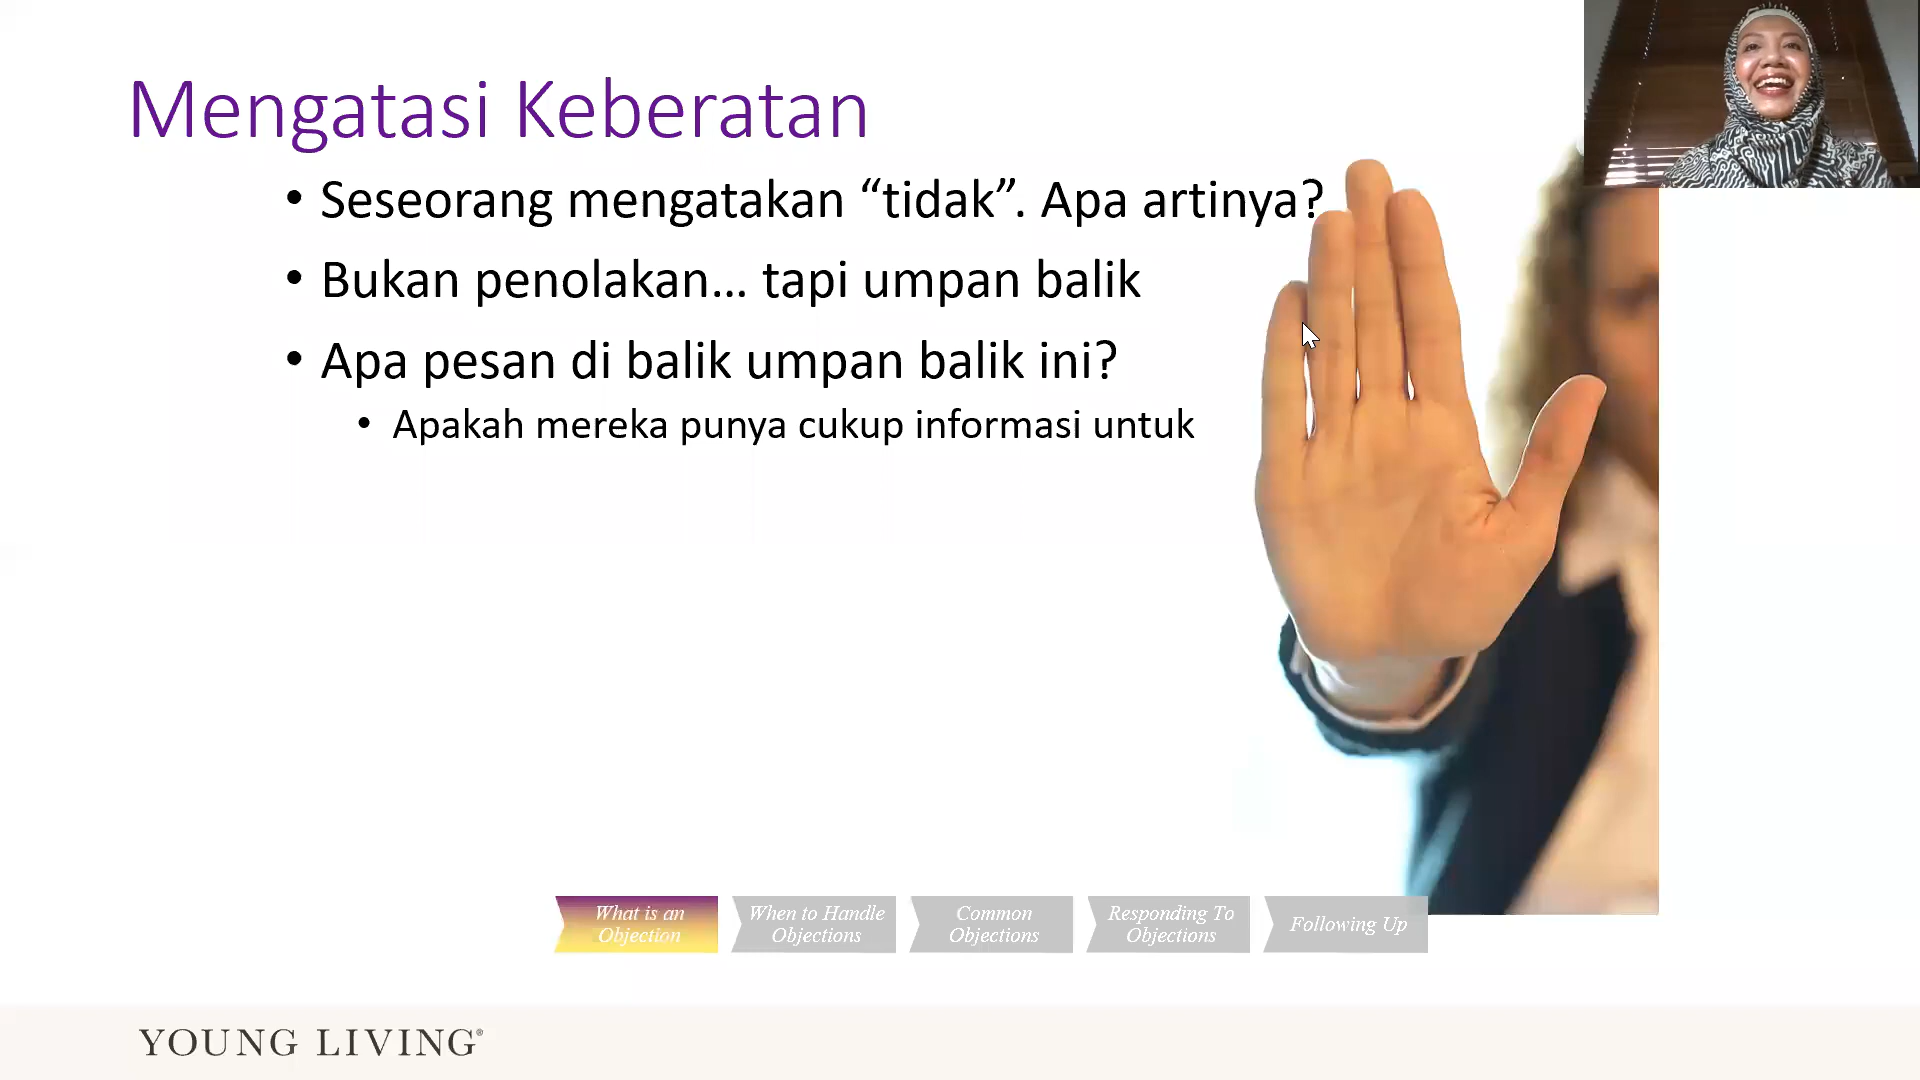 Mengatasi Keberatan
• Seseorang mengatakan “tidak”. Apa artinya?
• Bukan penolakan… tapi umpan balik
• Apa pesan di balik umpan balik ini?
• Apakah mereka punya cukup informasi untuk
What is an
Objection
When to Handle
Objections
Common
Objections
Responding To
Objections
Following Up
YOUNG LIVING®